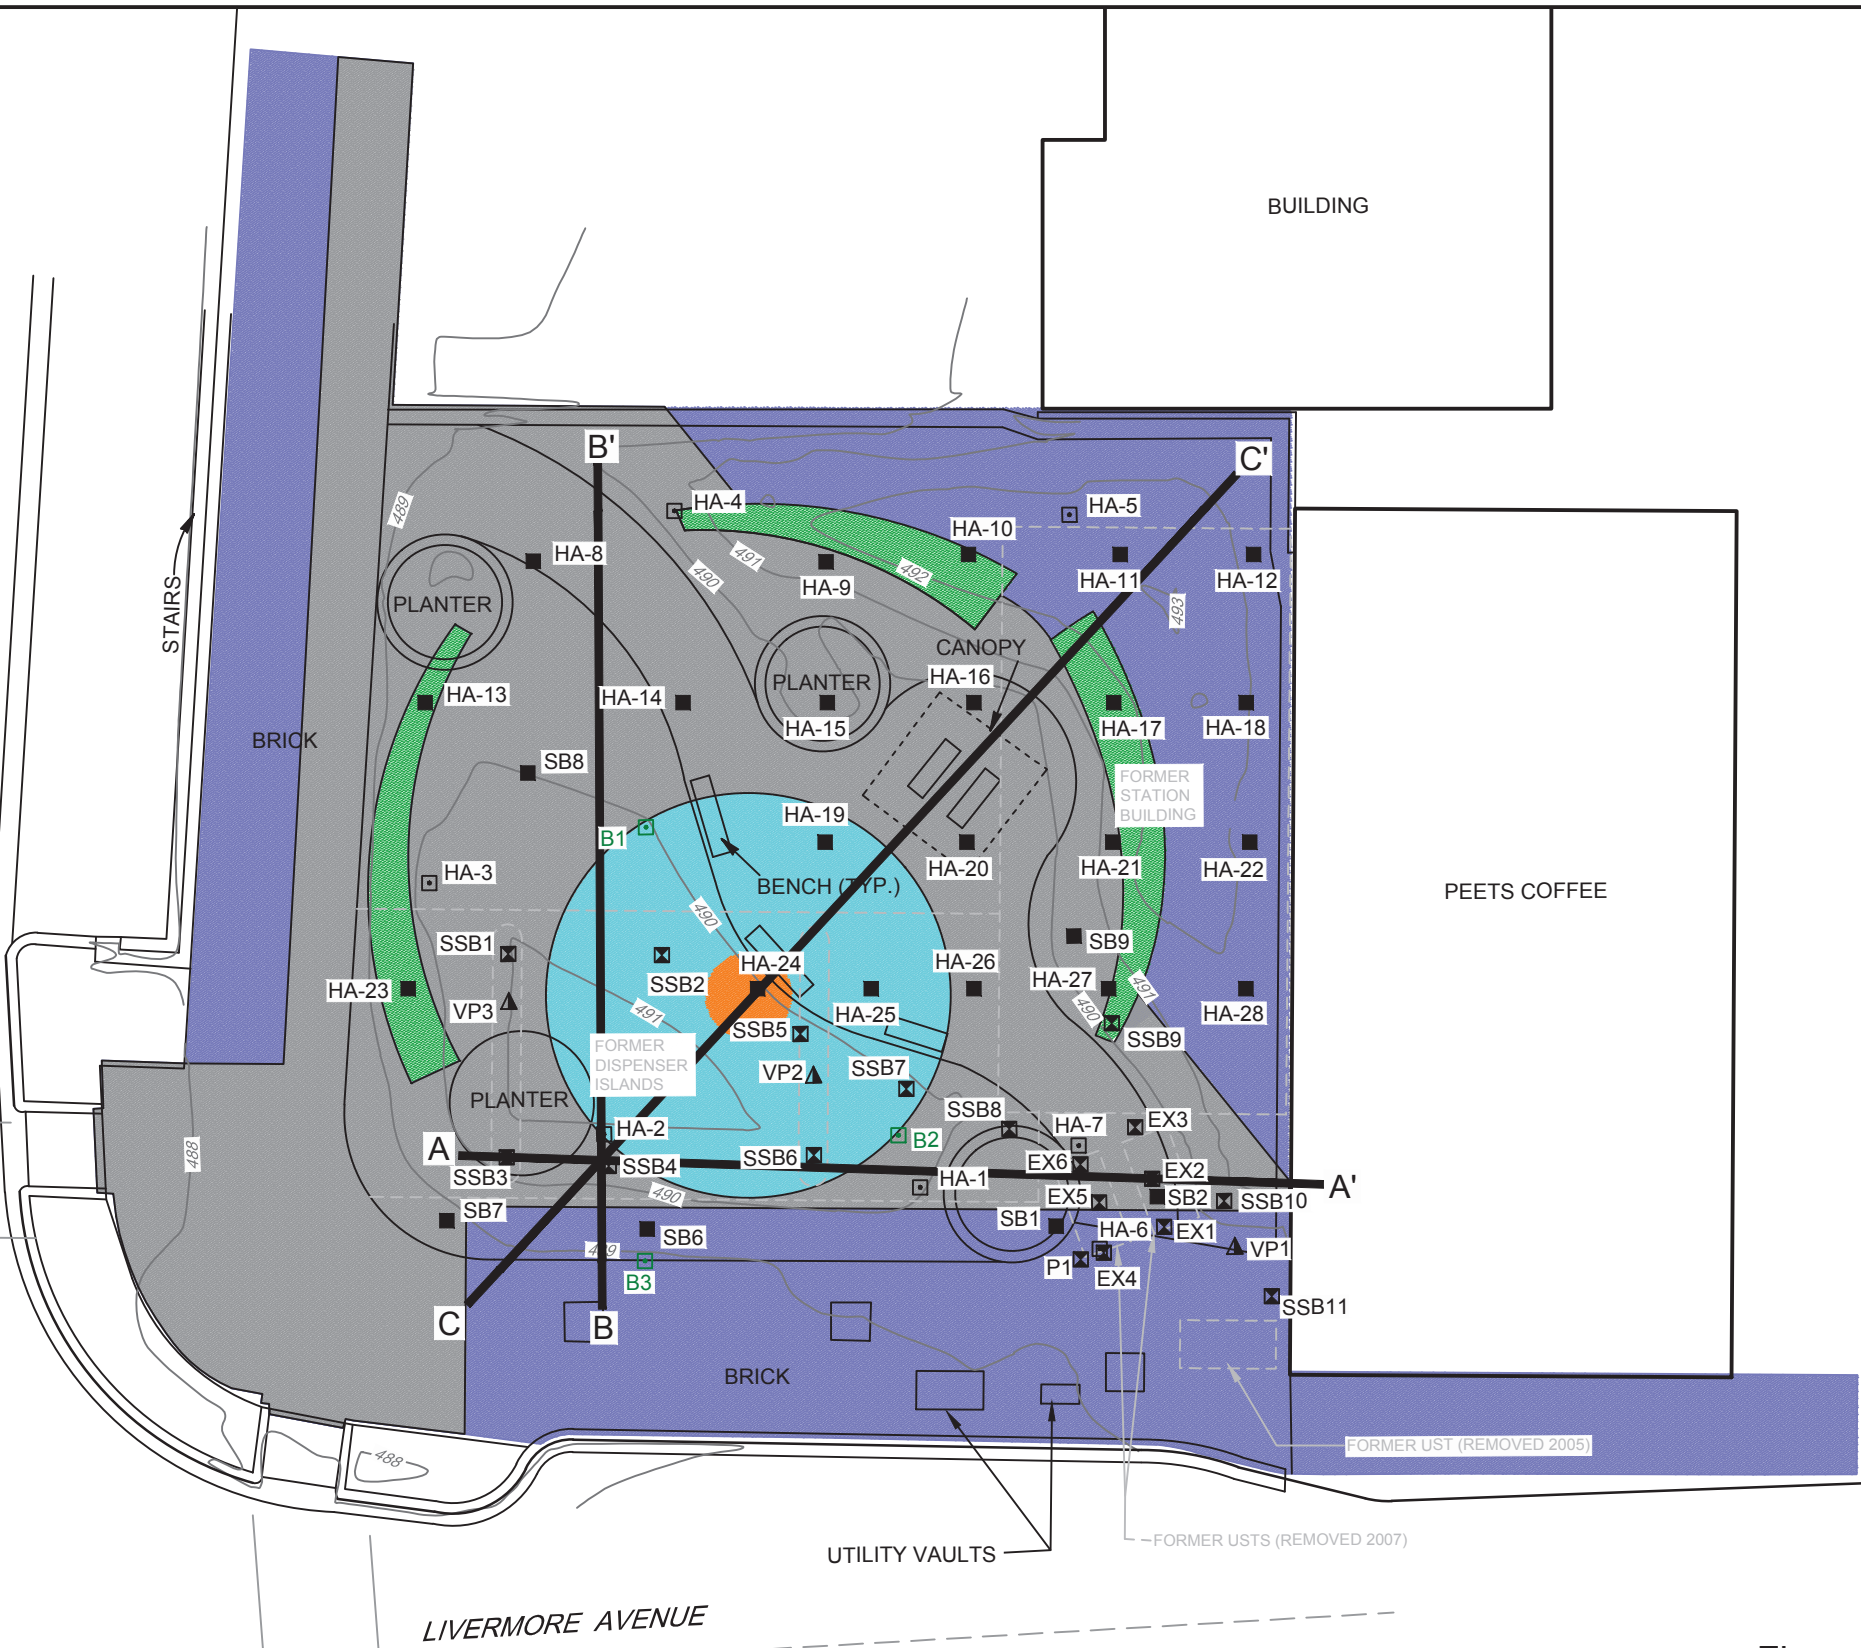 BUILDING
B'
C'
HA-4
HA-5
489
HA-10
HA-8
491
490
492
HA-9
HA-11
HA-12
STAIRS
PLANTER
493
CANOPY
HA-16
PLANTER
HA-13
HA-14
HA-15
HA-17
HA-18
BRICK
SB8
FORMER
STATION
BUILDING
HA-19
B1
HA-20
HA-21
HA-22
HA-3
BENCH (TYP.)
PEETS COFFEE
490
SSB1
SB9
HA-24
HA-26
SSB2
HA-27
HA-23
491
VP3
491
490
HA-25
HA-28
SSB5
SSB9
FORMER
DISPENSER
ISLANDS
VP2
SSB7
PLANTER
SSB8
HA-7
EX3
HA-2
B2
488
A
SSB6
EX6
EX2
SSB3
SSB4
HA-1
A'
490
EX5
SB2
SSB10
SB7
SB1
HA-6
EX1
SB6
489
VP1
P1
EX4
B3
SSB11
C
B
BRICK
FORMER UST (REMOVED 2005)
488
FORMER USTS (REMOVED 2007)
UTILITY VAULTS
LIVERMORE AVENUE